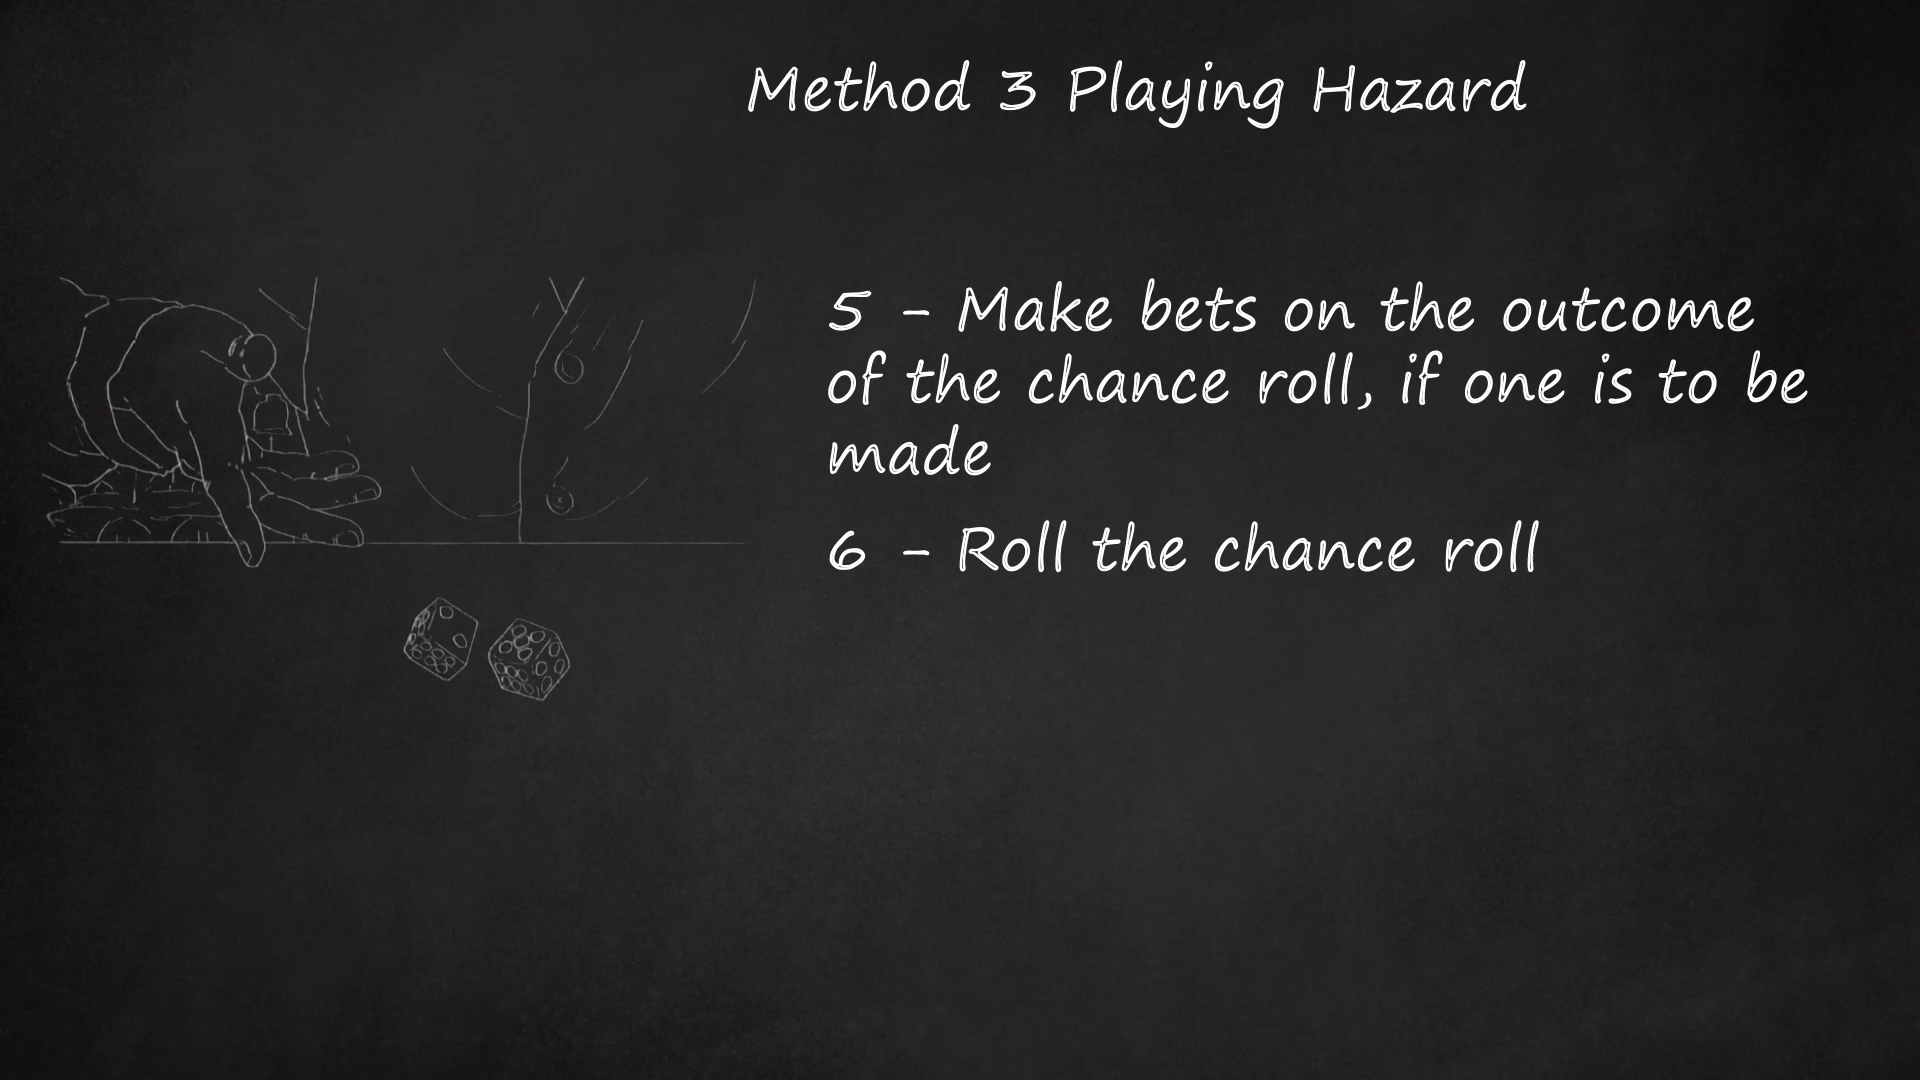 Method 3 Playing Hazard
5 - Make bets on the outcome
of the chance roll, if one is to be
made
6 - Roll the chance roll